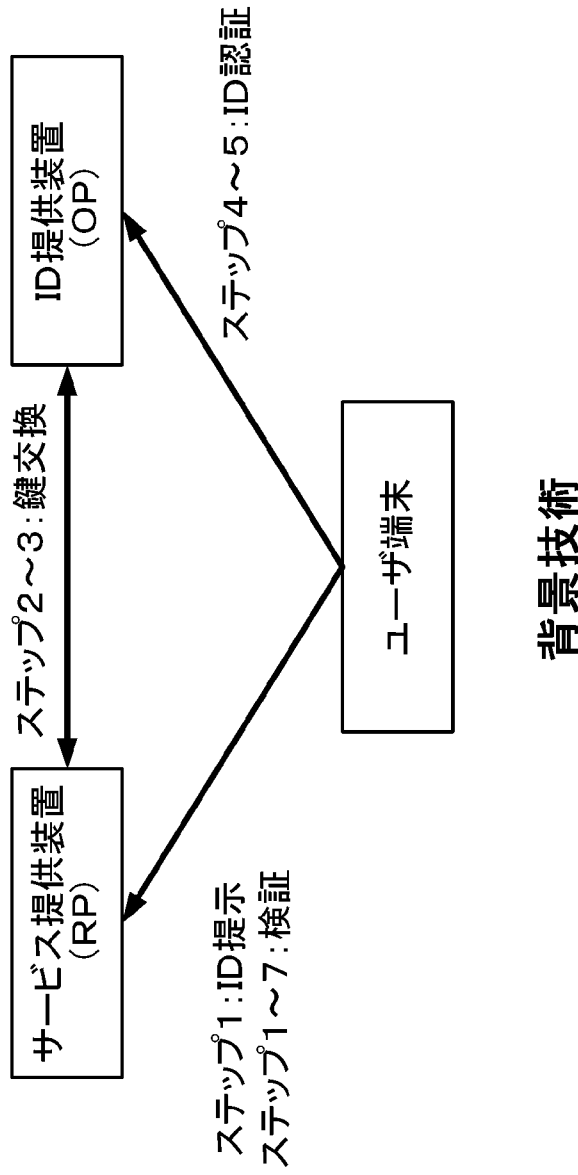 サービス提供装置
(RP)
ステップ2～3:鍵交換
ID提供装置
(OP)
ステップ1:ID提示
ステップ1～7:検証
ステップ4～5:ID認証
ユーザ端末
背景技術